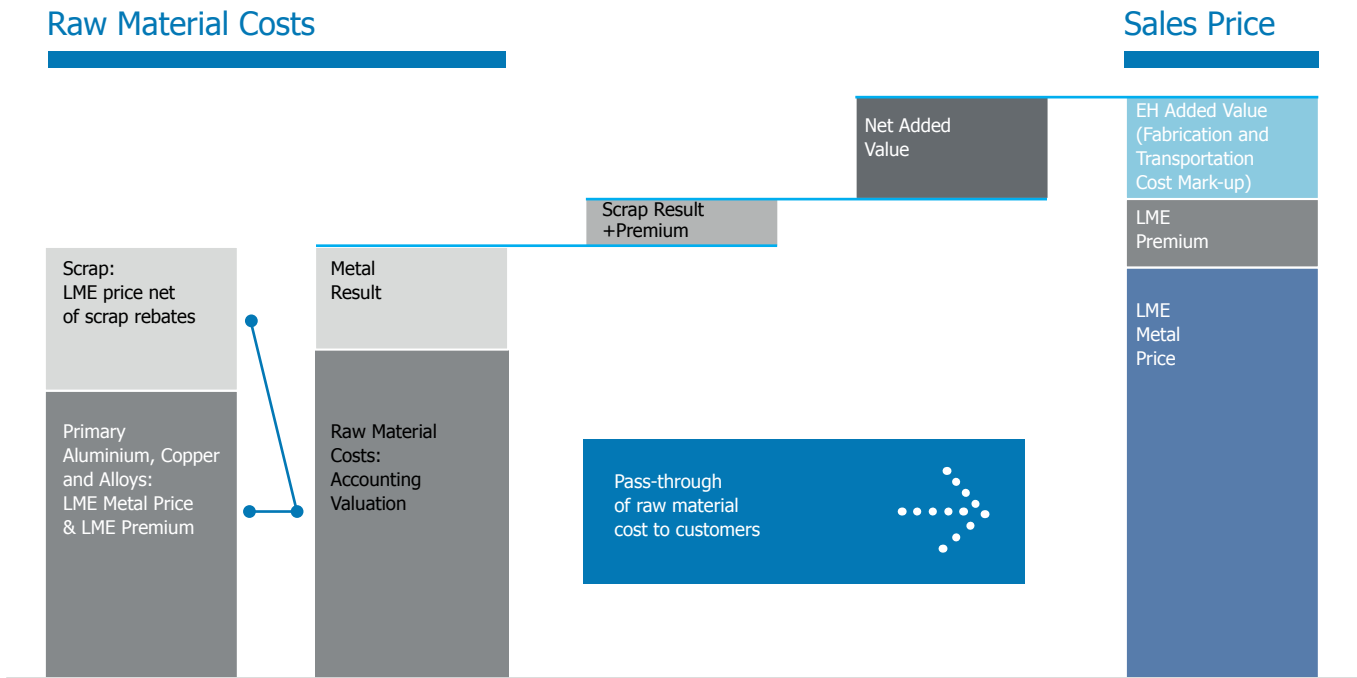 Raw Material Costs
Sales Price
Scrap:
LME price net
of scrap rebates
Primary
Aluminium, Copper
and Alloys:
LME Metal Price
& LME Premium
Metal
Result
Raw Material
Costs:
Accounting
Valuation
Scrap Result
+Premium
Net Added
Value
Pass-through
of raw material
cost to customers
EH Added Value
(Fabrication and
Transportation
Cost Mark-up)
LME
Premium
LME
Metal
Price